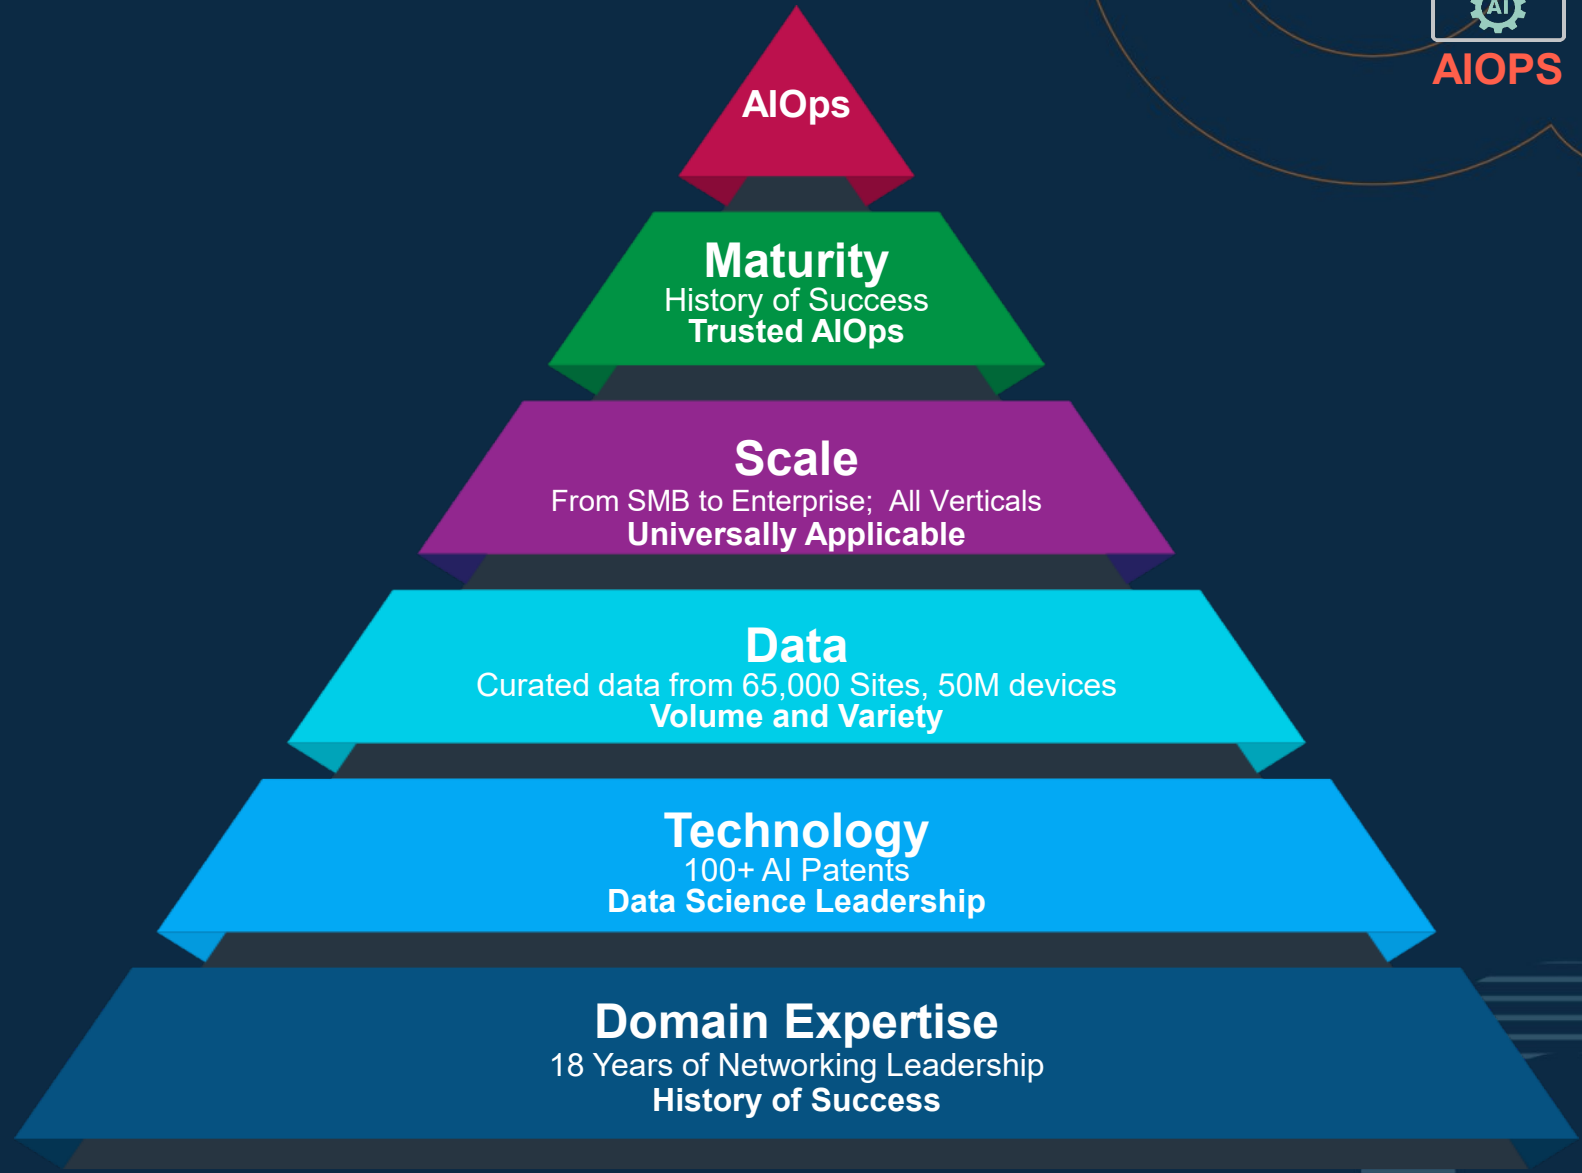 AI
AIOPS
AIOps
Maturity
History of Success
Trusted AIOps
Scale
From SMB to Enterprise;  All Verticals
Universally Applicable
Data
Curated data from 65,000 Sites, 50M devices
Volume and Variety
Technology
100+ AI Patents
Data Science Leadership
Domain Expertise
18 Years of Networking Leadership
History of Success